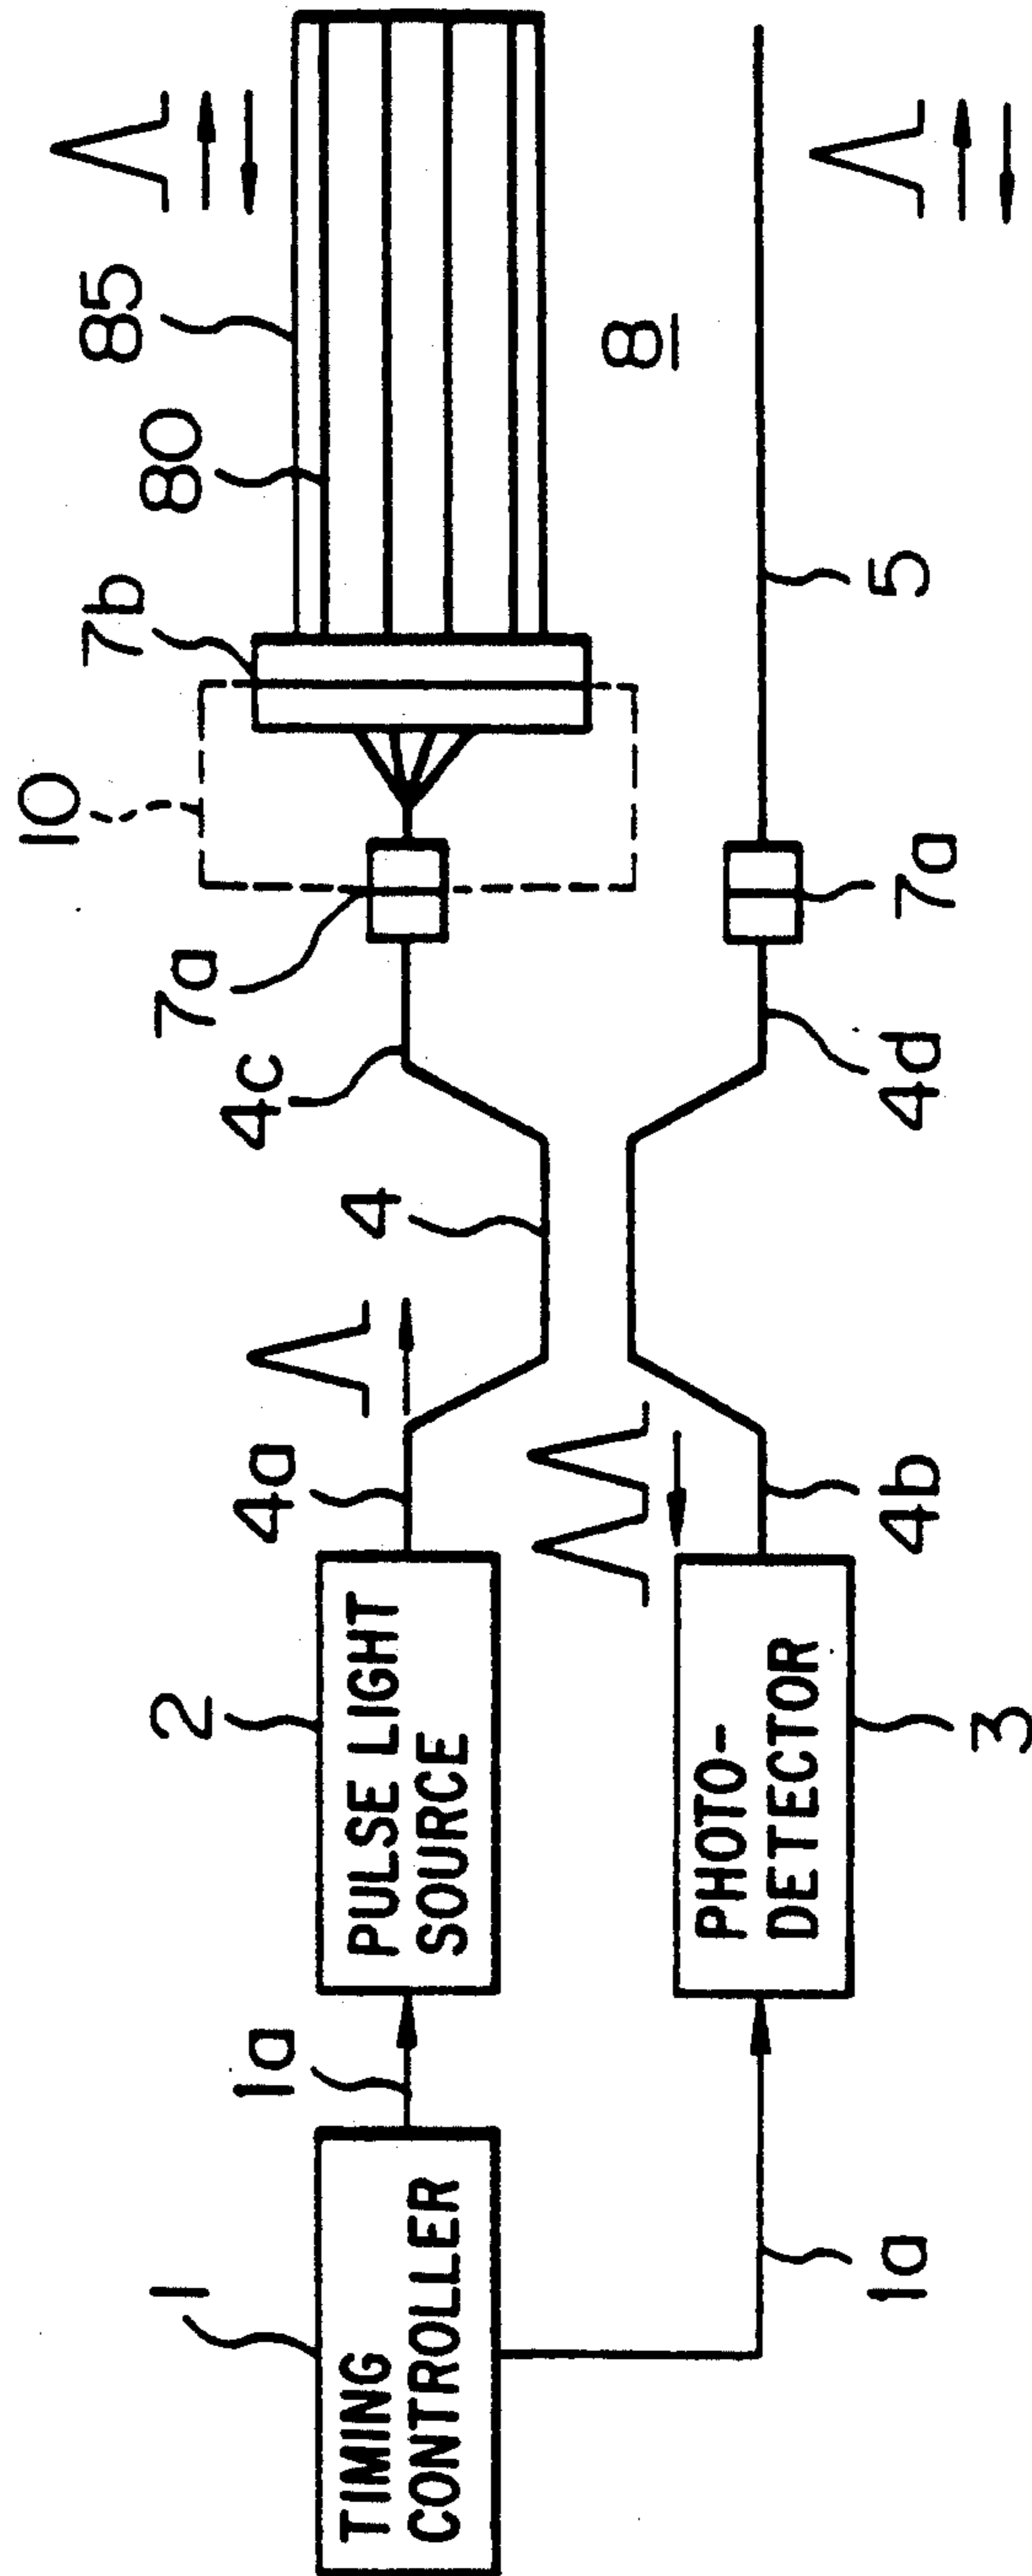 1
TIMING
CONTROLLER
1a
1a
2
PULSE LIGHT
SOURCE
PHOTO-
DETECTOR
3
4a
4b
4
4c
4d
7a
7a
10
7b
80
85
8
5